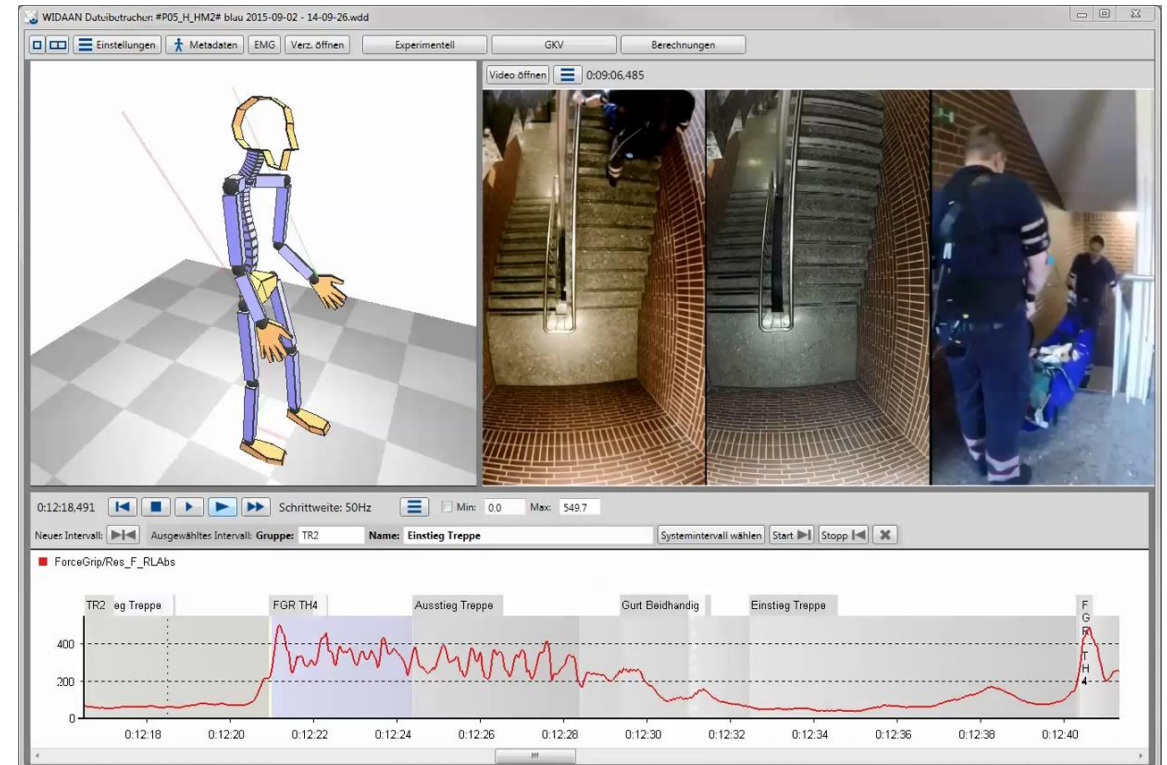 WIDAAN Dateibetracher: #P05_H_HM2# blau 2015-09-02 - 14-09-26.wdd
Einstellungen Metadaten EMG Verz. öffnen Experimentell GKV Berechnungen
Video öffnen 0:09:06,485
0:12:18,491 Schrittweite: 50Hz Min: 0.0 Max: 549.7
Neues Intervall: Ausgewähltes Intervall: Gruppe: TR2 Name: Einstieg Treppe Systemintervall wählen Start Stopp
ForceGrip/Res_F_RLAbs
TR2 eg Treppe FGR TH4 Ausstieg Treppe Gurt Beidhandig Einstieg Treppe FGR TH4
400
200
0
0:12:18 0:12:20 0:12:22 0:12:24 0:12:26 0:12:28 0:12:30 0:12:32 0:12:34 0:12:36 0:12:38 0:12:40